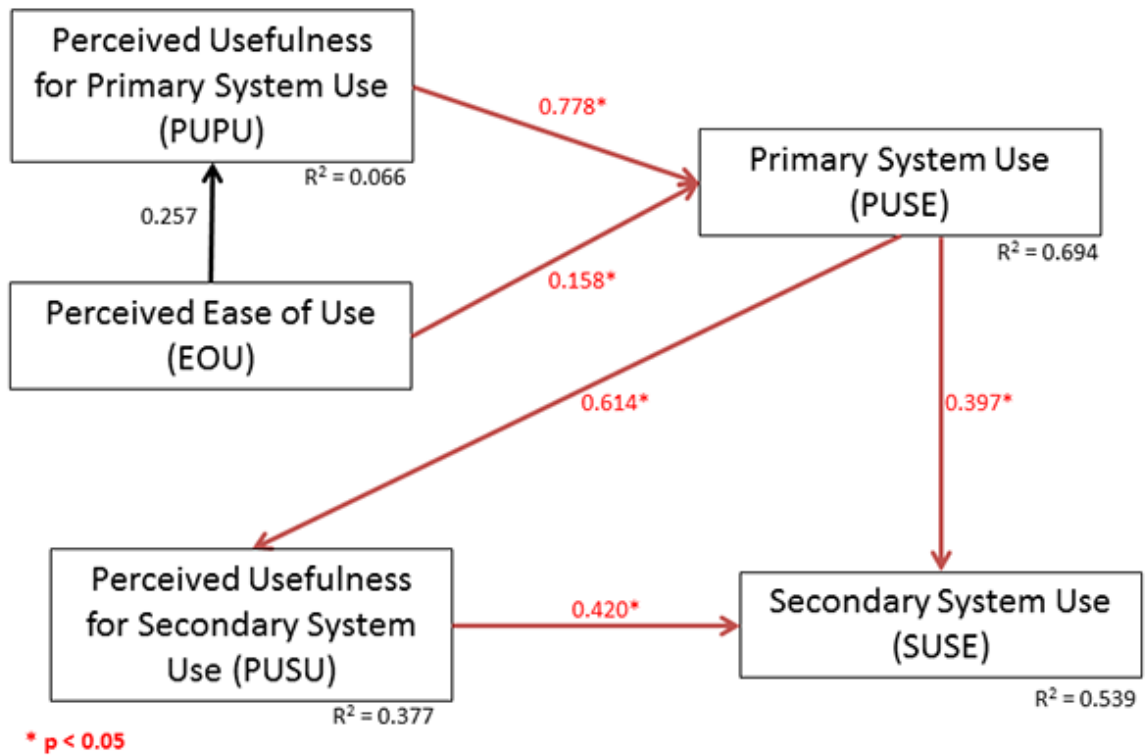 Perceived Usefulness
for Primary System Use
(PUPU)
R² = 0.066
0.778*
Primary System Use
(PUSE)
R² = 0.694
0.257
0.158*
Perceived Ease of Use
(EOU)
0.614*
0.397*
Perceived Usefulness
for Secondary System
Use (PUSU)
R² = 0.377
0.420*
Secondary System Use
(SUSE)
R² = 0.539
* p < 0.05